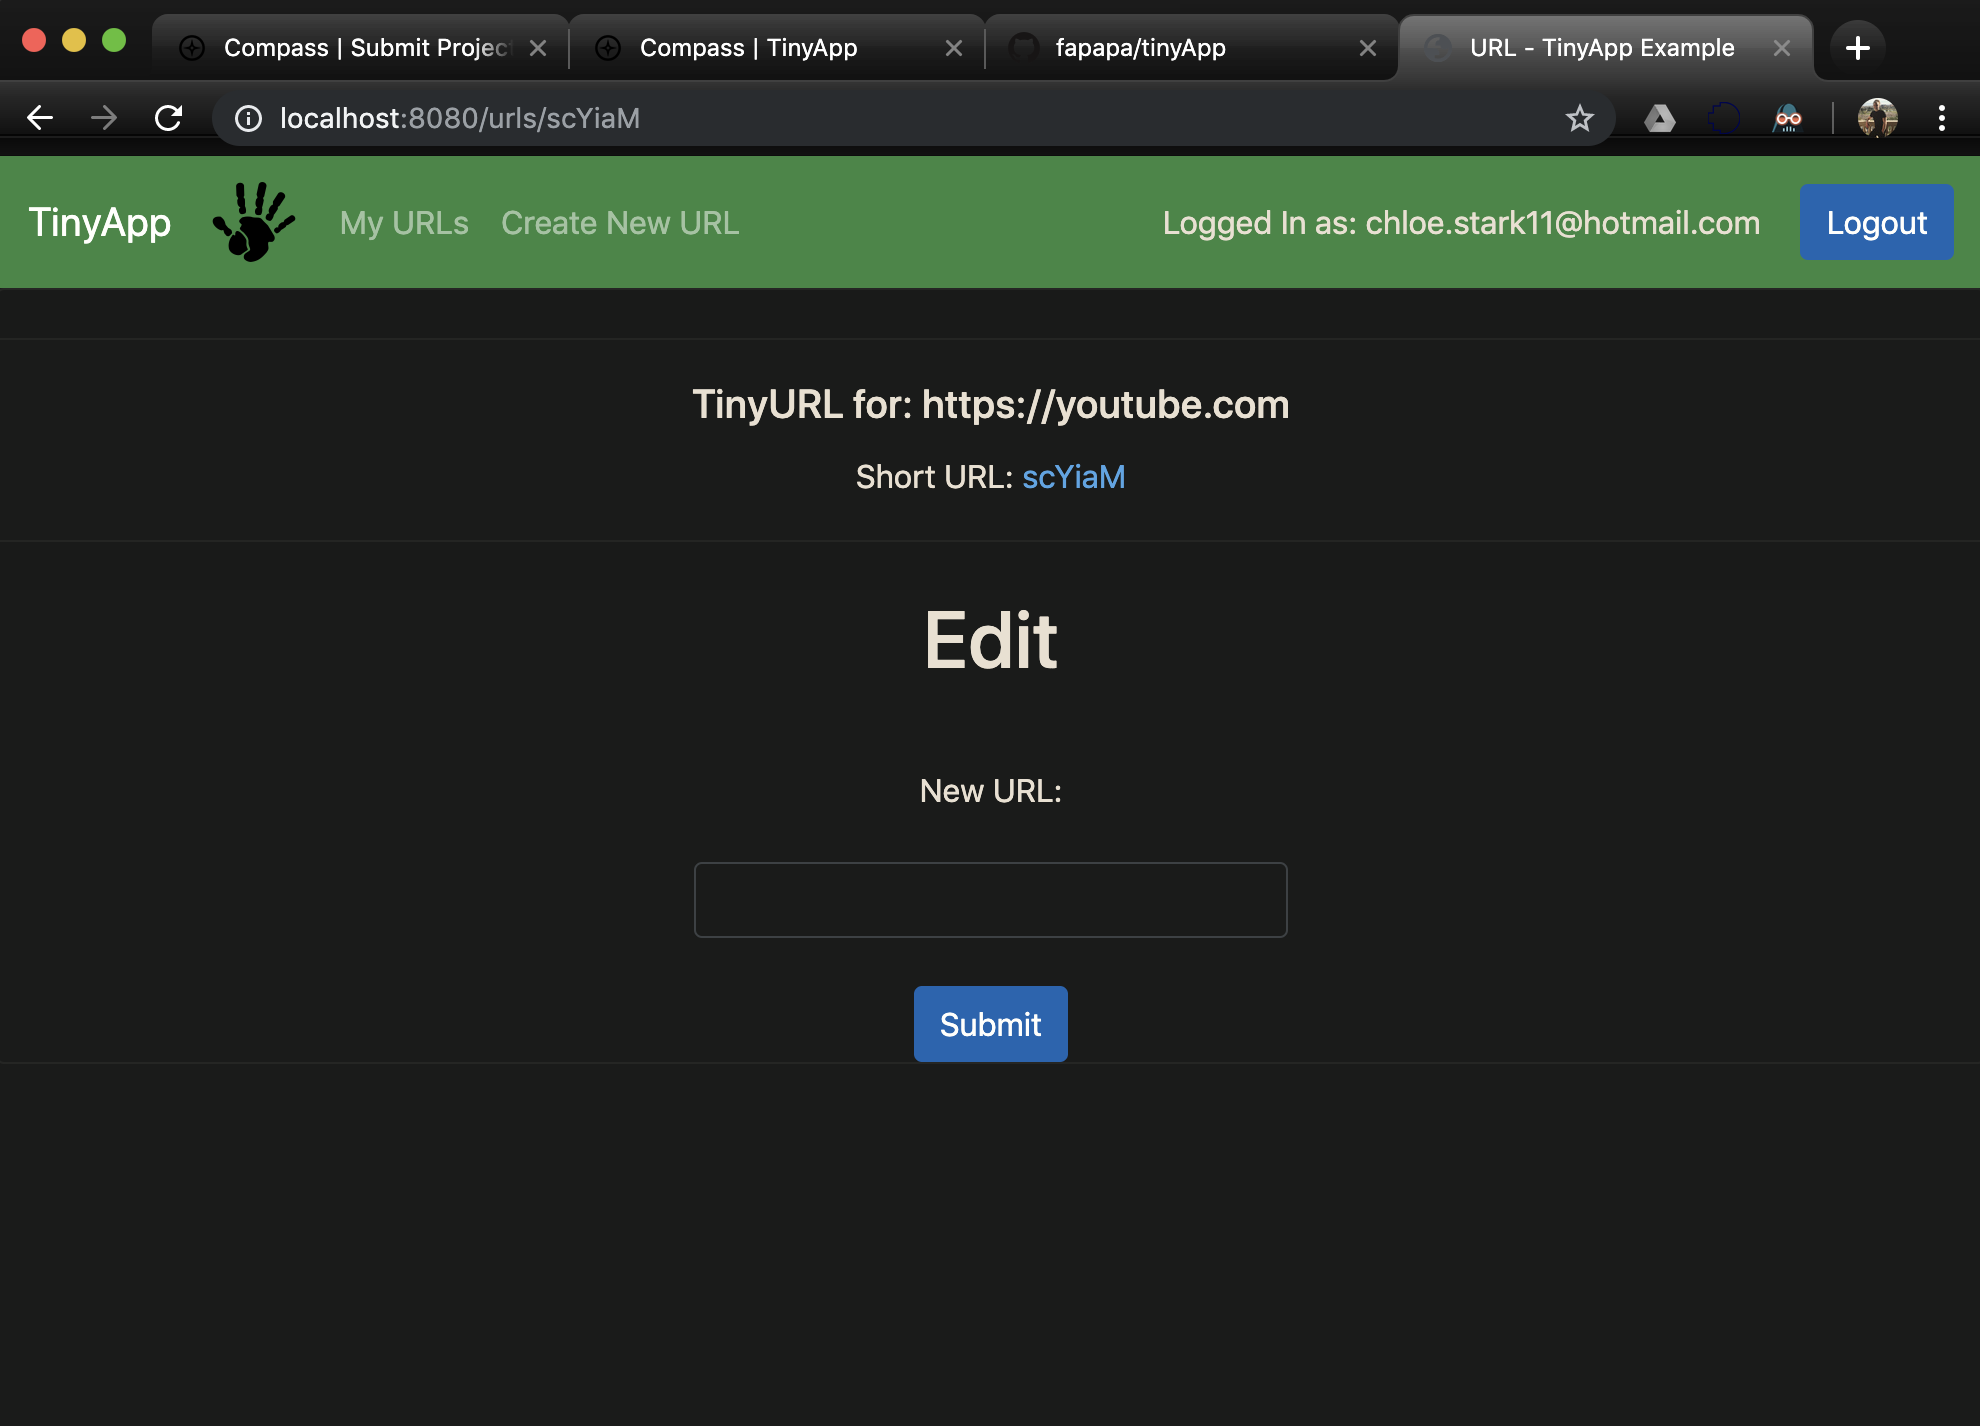 Compass | Submit Project
Compass | TinyApp
fapapa/tinyApp
URL - TinyApp Example
localhost:8080/urls/scYiaM
TinyApp
My URLs
Create New URL
Logged In as: chloe.stark11@hotmail.com
Logout
TinyURL for: https://youtube.com
Short URL: scYiaM
Edit
New URL:
Submit